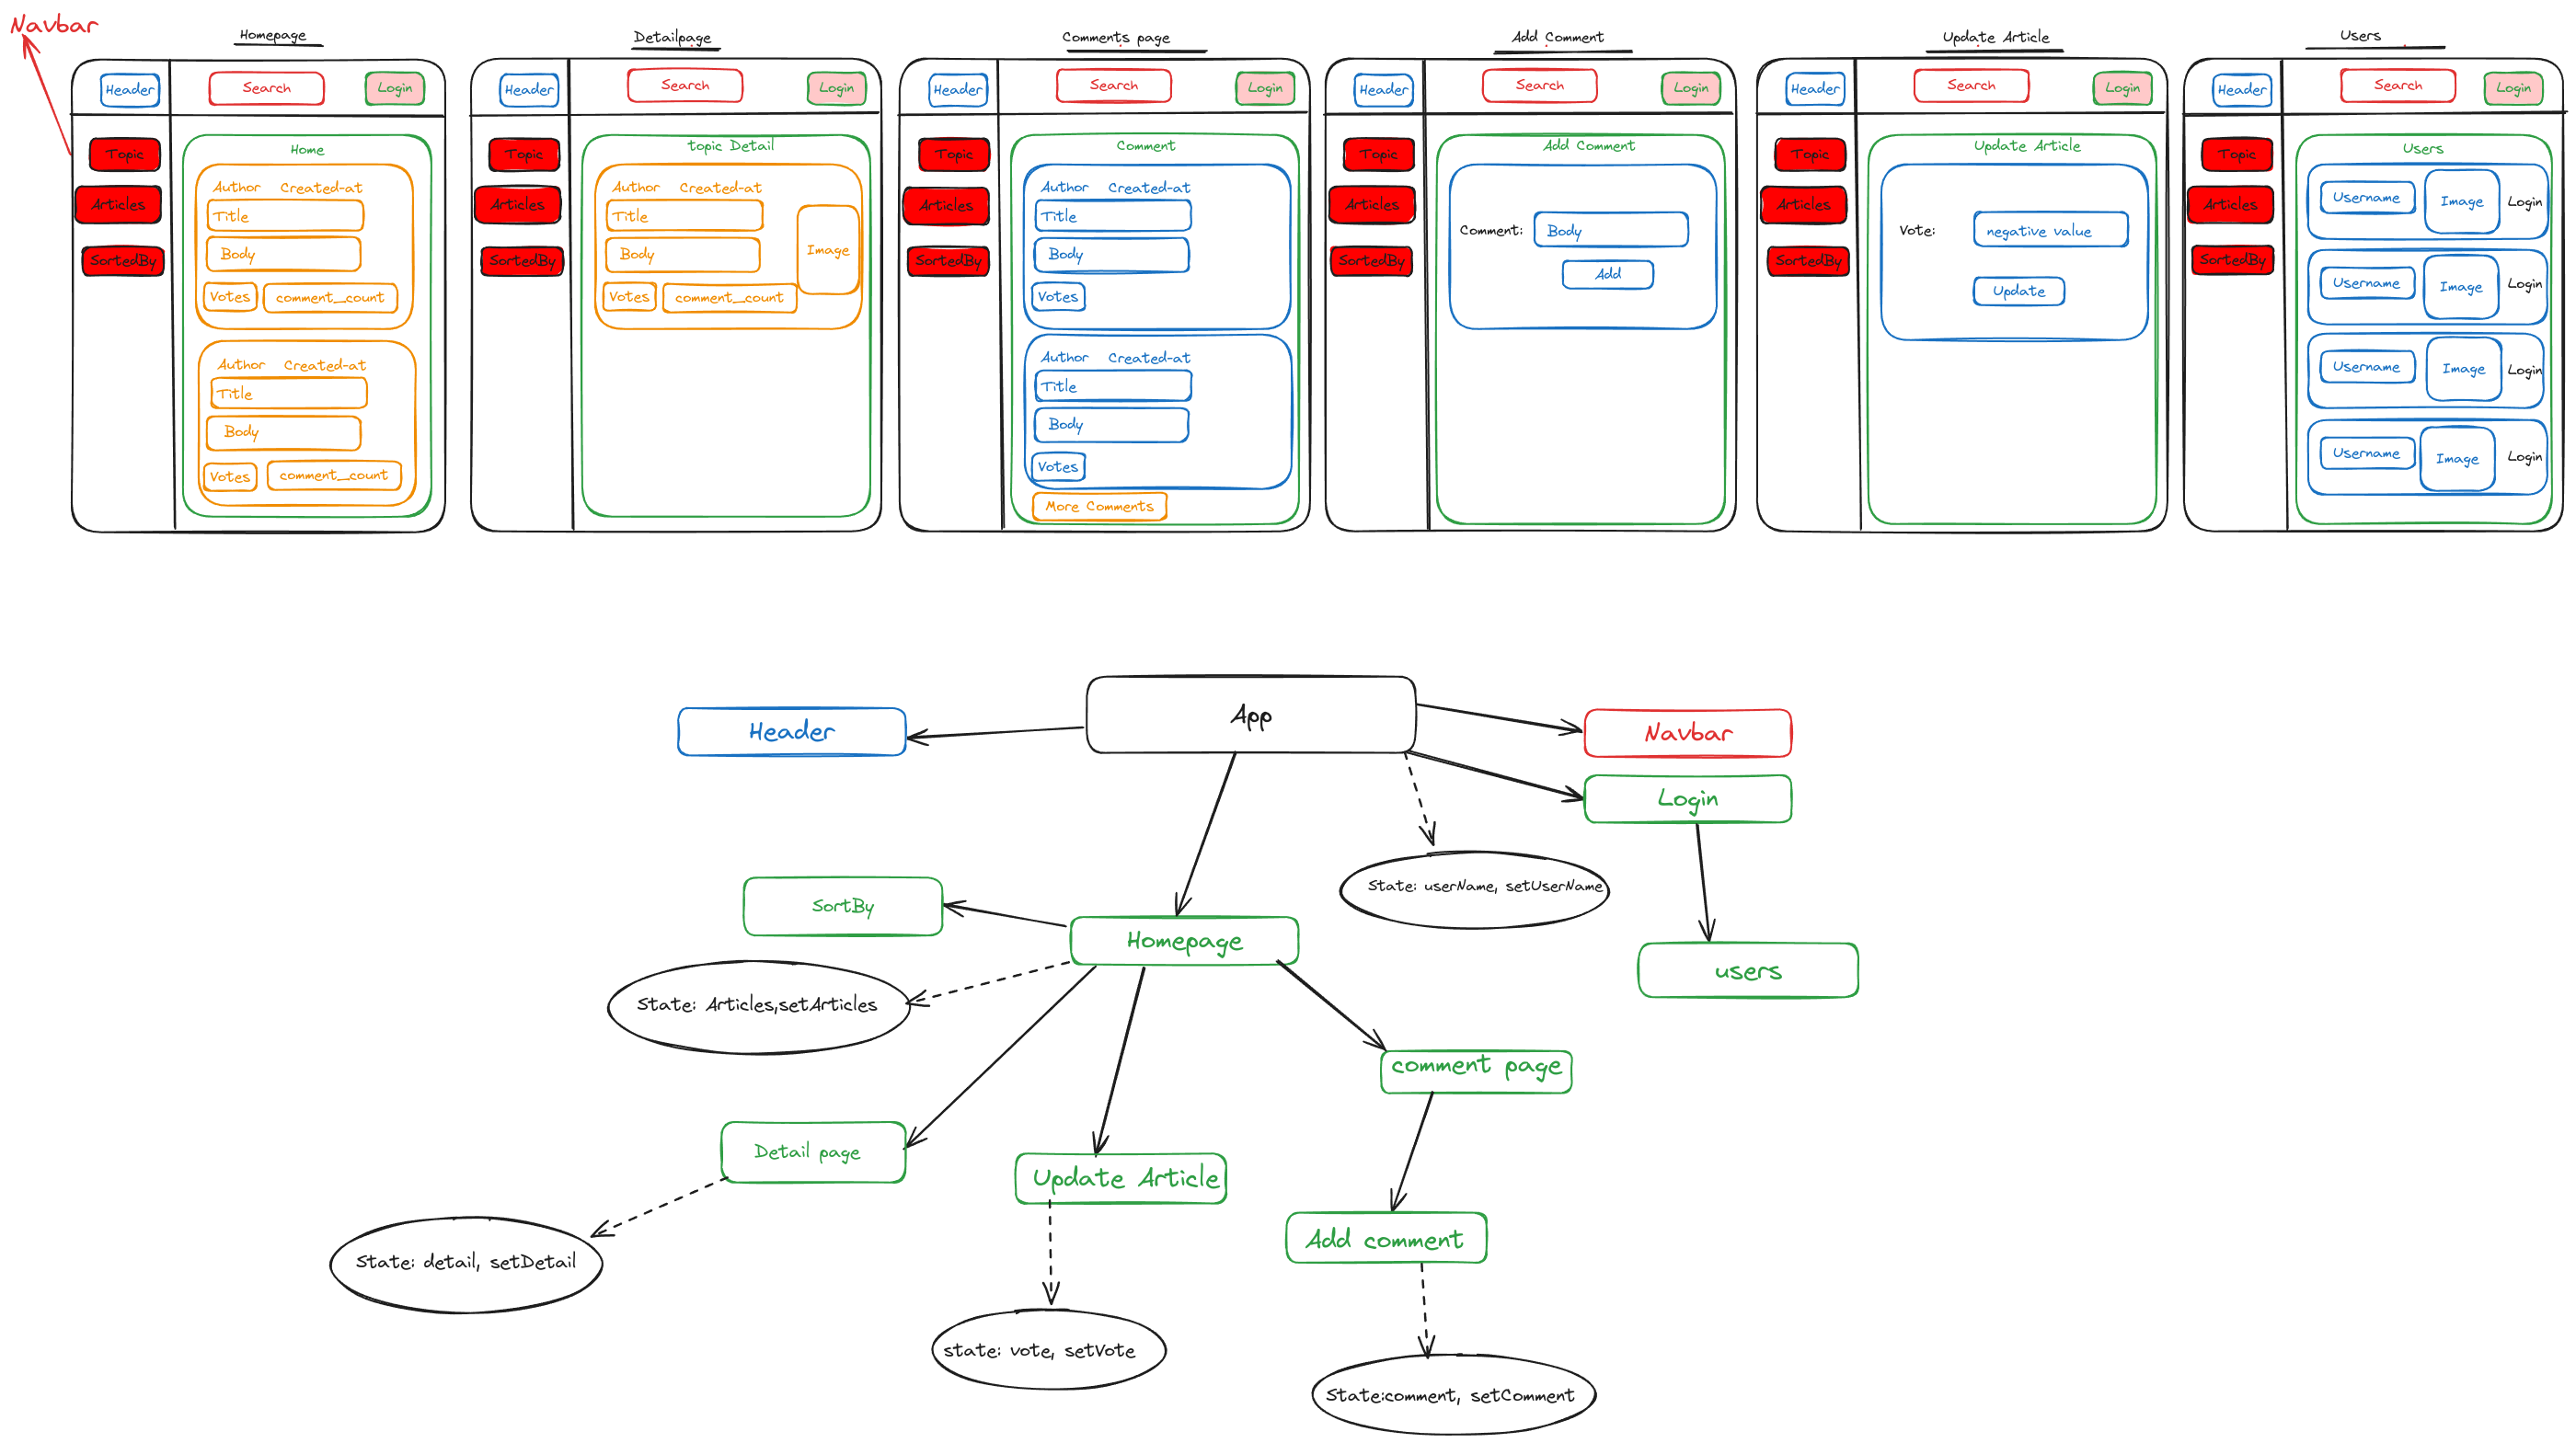 Navbar
Homepage
Header
Search
Login
Topic
Articles
SortedBy
Home
Author Created-at
Title
Body
Votes comment_count
Author Created-at
Title
Body
Votes comment_count
Detailpage
Header
Search
Login
Topic
Articles
SortedBy
topic Detail
Author Created-at
Title
Body
Image
Votes comment_count
Comments page
Header
Search
Login
Topic
Articles
SortedBy
Comment
Author Created-at
Title
Body
Votes
Author Created-at
Title
Body
Votes
More Comments
Add Comment
Header
Search
Login
Topic
Articles
SortedBy
Add Comment
Comment: Body
Add
Update Article
Header
Search
Login
Topic
Articles
SortedBy
Update Article
Vote: negative value
Update
Users
Header
Search
Login
Topic
Articles
SortedBy
Users
Username Image Login
Username Image Login
Username Image Login
Username Image Login
App
Header
Navbar
Login
State: userName, setUserName
SortBy
Homepage
users
State: Articles,setArticles
comment page
Detail page
Update Article
Add comment
State: detail, setDetail
state: vote, setVote
State:comment, setComment